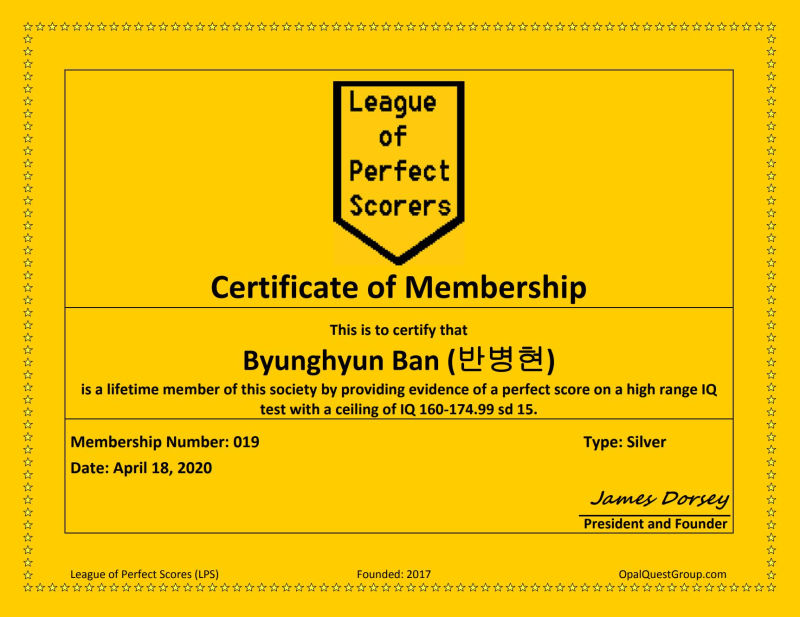 League
of
Perfect
Scorers
Certificate of Membership
This is to certify that
Byunghyun Ban (반병현)
is a lifetime member of this society by providing evidence of a perfect score on a high range IQ
test with a ceiling of IQ 160-174.99 sd 15.
Membership Number: 019
Type: Silver
Date: April 18, 2020
James Dorsey
President and Founder
League of Perfect Scores (LPS)
Founded: 2017
OpalQuestGroup.com